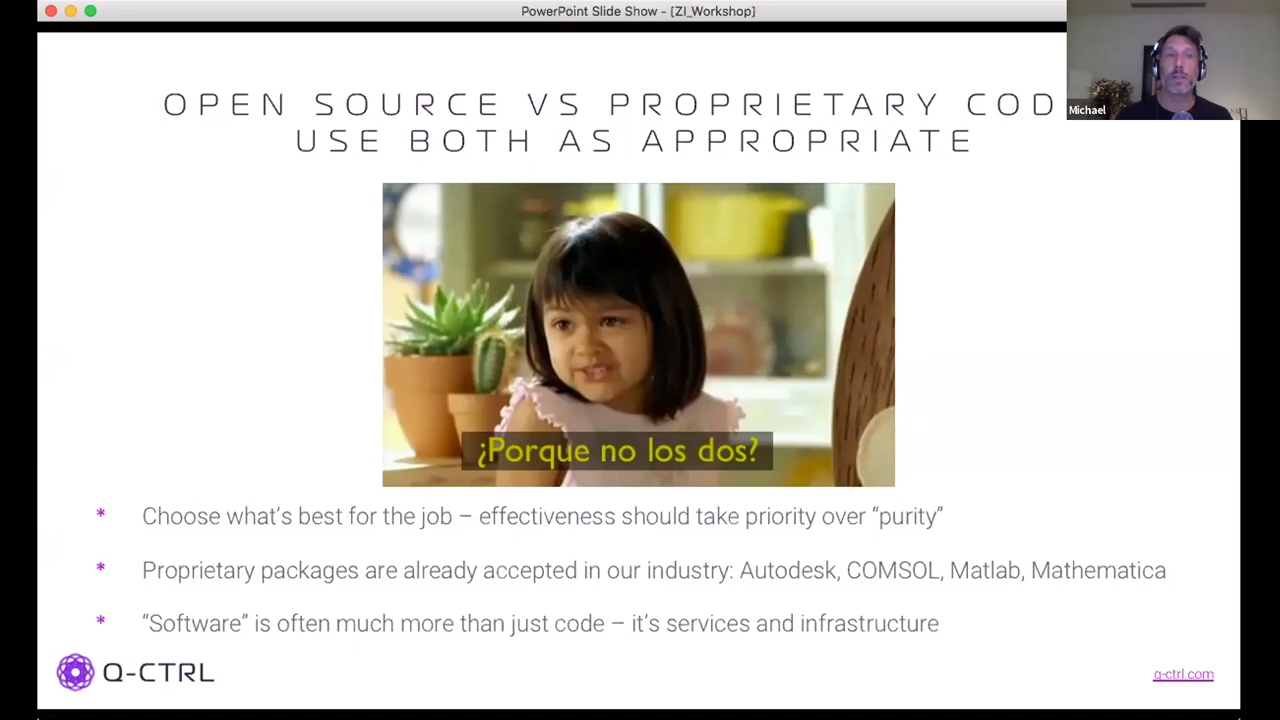 PowerPoint Slide Show - [ZI_Workshop]
Michael
OPEN SOURCE VS PROPRIETARY COD
USE BOTH AS APPROPRIATE
¿Porque no los dos?
* Choose what's best for the job – effectiveness should take priority over “purity”
* Proprietary packages are already accepted in our industry: Autodesk, COMSOL, Matlab, Mathematica
* “Software” is often much more than just code – it's services and infrastructure
Q-CTRL
q-ctrl.com